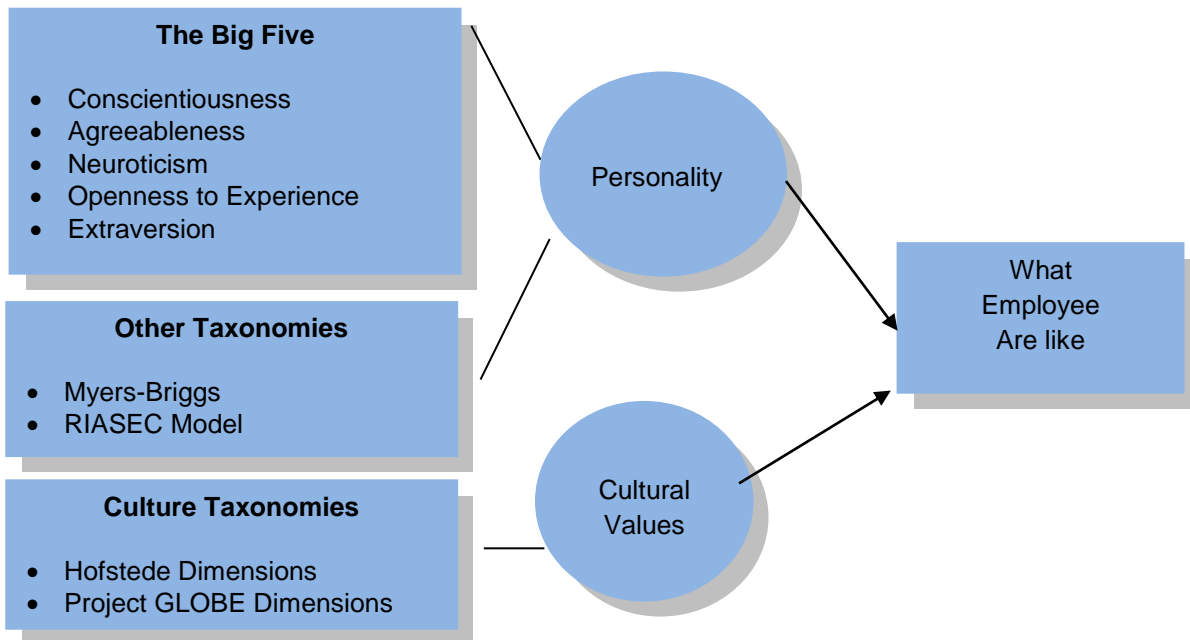 The Big Five
• Conscientiousness
• Agreeableness
• Neuroticism
• Openness to Experience
• Extraversion
Other Taxonomies
• Myers-Briggs
• RIASEC Model
Culture Taxonomies
• Hofstede Dimensions
• Project GLOBE Dimensions
Personality
Cultural
Values
What
Employee
Are like